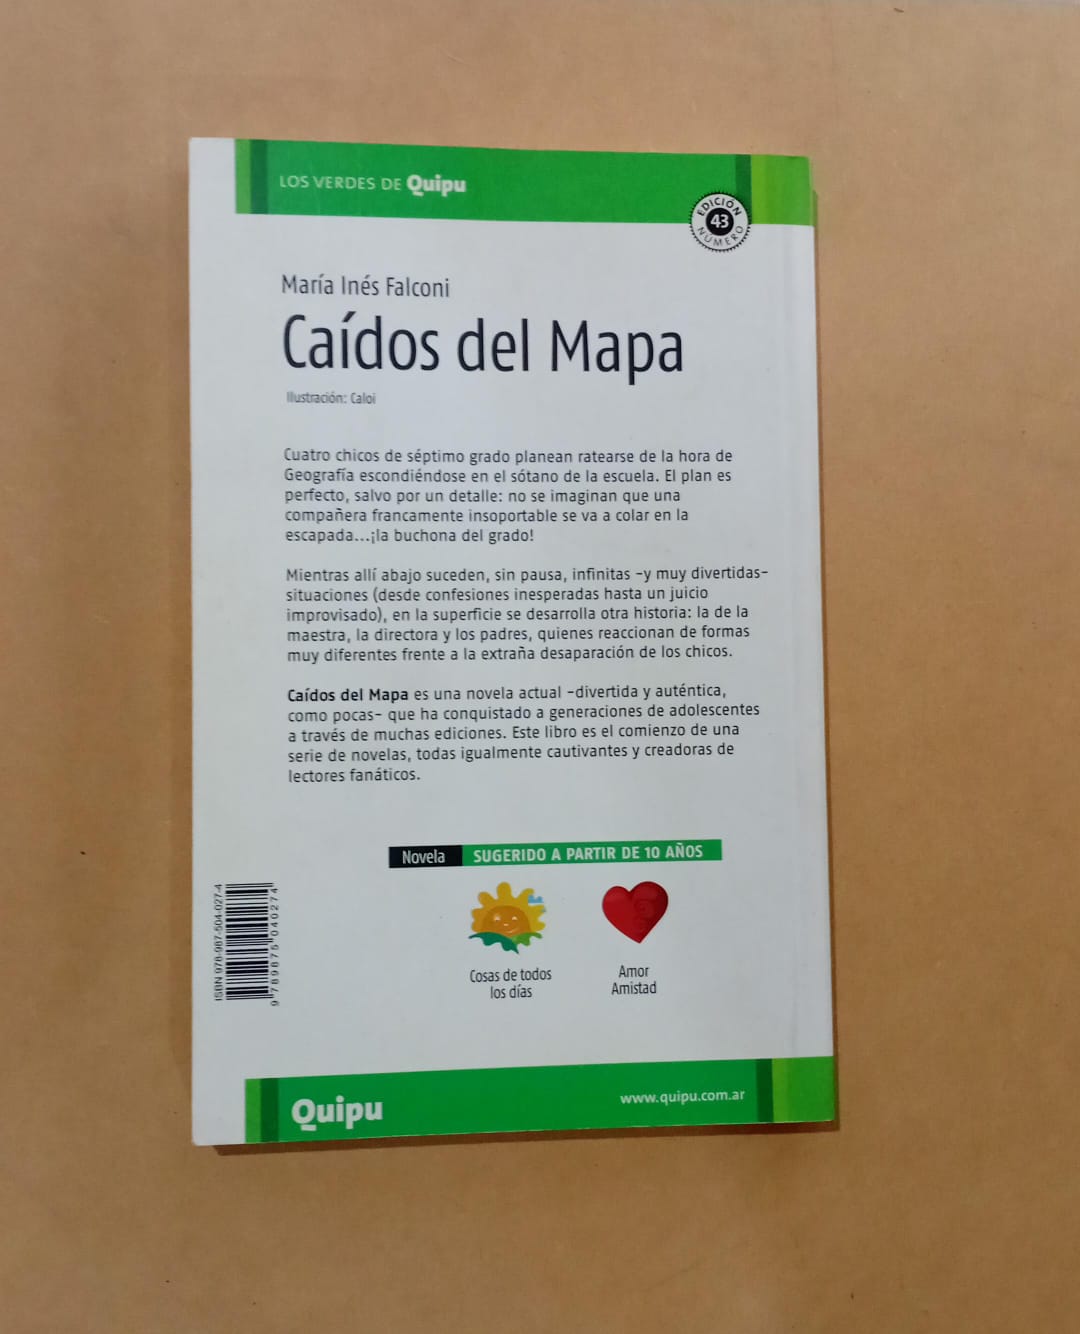 LOS VERDES DE Quipu
EDICIÓN
43
NÚMERO
María Inés Falconi
Caídos del Mapa
Ilustración: Caloi
Cuatro chicos de séptimo grado planean ratearse de la hora de
Geografía escondiéndose en el sótano de la escuela. El plan es
perfecto, salvo por un detalle: no se imaginan que una
compañera francamente insoportable se va a colar en la
escapada...¡la buchona del grado!
Mientras allí abajo suceden, sin pausa, infinitas –y muy divertidas–
situaciones (desde confesiones inesperadas hasta un juicio
improvisado), en la superficie se desarrolla otra historia: la de la
maestra, la directora y los padres, quienes reaccionan de formas
muy diferentes frente a la extraña desaparación de los chicos.
Caídos del Mapa es una novela actual –divertida y auténtica,
como pocas– que ha conquistado a generaciones de adolescentes
a través de muchas ediciones. Este libro es el comienzo de una
serie de novelas, todas igualmente cautivantes y creadoras de
lectores fanáticos.
Novela SUGERIDO A PARTIR DE 10 AÑOS
Cosas de todos
los días
Amor
Amistad
ISBN 978-987-504-027-4
9789875040274
Quipu
www.quipu.com.ar